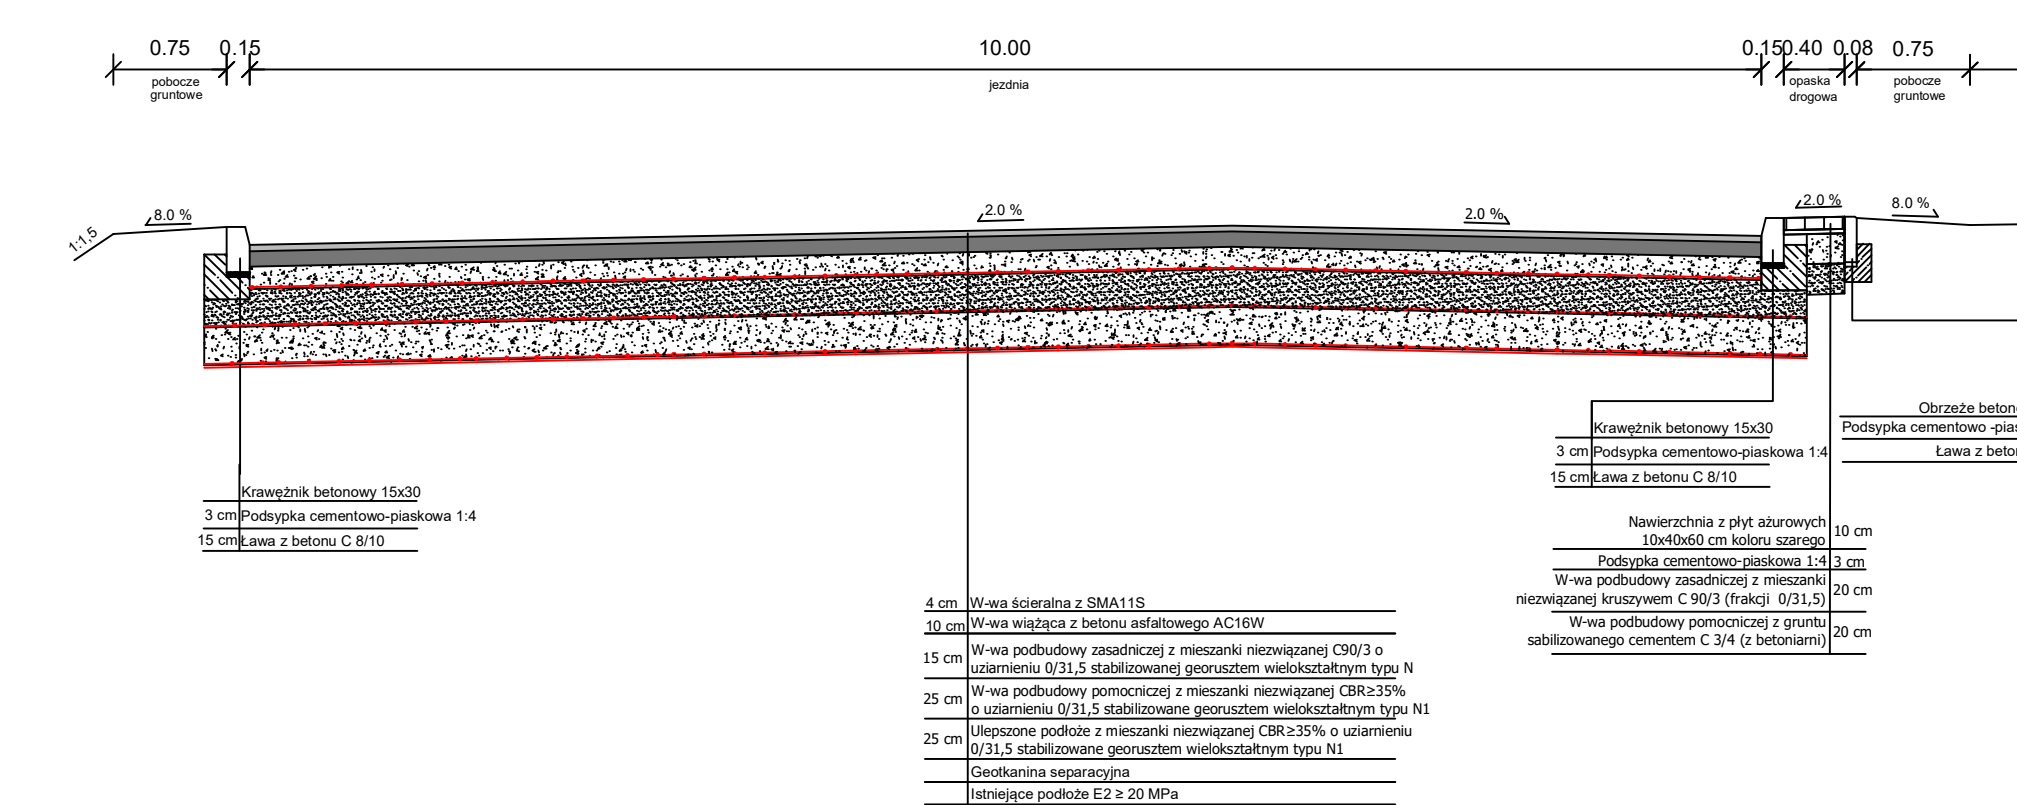 0.75 0.15 10.00 0.15 0.40 0.08 0.75
pobocze
gruntowe
jezdnia
opaska
drogowa
pobocze
gruntowe
1:1,5
8.0 %
2.0 %
2.0 %
2.0 %
8.0 %
Krawężnik betonowy 15x30
3 cm Podsypka cementowo-piaskowa 1:4
15 cm Ława z betonu C 8/10
4 cm W-wa ścieralna z SMA11S
10 cm W-wa wiążąca z betonu asfaltowego AC16W
15 cm W-wa podbudowy zasadniczej z mieszanki niezwiązanej C90/3 o
uziarnieniu 0/31,5 stabilizowanej georusztem wielokształtnym typu N
25 cm W-wa podbudowy pomocniczej z mieszanki niezwiązanej CBR≥35%
o uziarnieniu 0/31,5 stabilizowane georusztem wielokształtnym typu N1
25 cm Ulepszone podłoże z mieszanki niezwiązanej CBR≥35% o uziarnieniu
0/31,5 stabilizowane georusztem wielokształtnym typu N1
Geotkanina separacyjna
Istniejące podłoże E2 ≥ 20 MPa
Krawężnik betonowy 15x30
3 cm Podsypka cementowo-piaskowa 1:4
15 cm Ława z betonu C 8/10
Nawierzchnia z płyt ażurowych
10x40x60 cm koloru szarego 10 cm
Podsypka cementowo-piaskowa 1:4 3 cm
W-wa podbudowy zasadniczej z mieszanki
niezwiązanej kruszywem C 90/3 (frakcji 0/31,5) 20 cm
W-wa podbudowy pomocniczej z gruntu
sabilizowanego cementem C 3/4 (z betoniarni) 20 cm
Obrzeże
Podsypka cementowo
Ława z